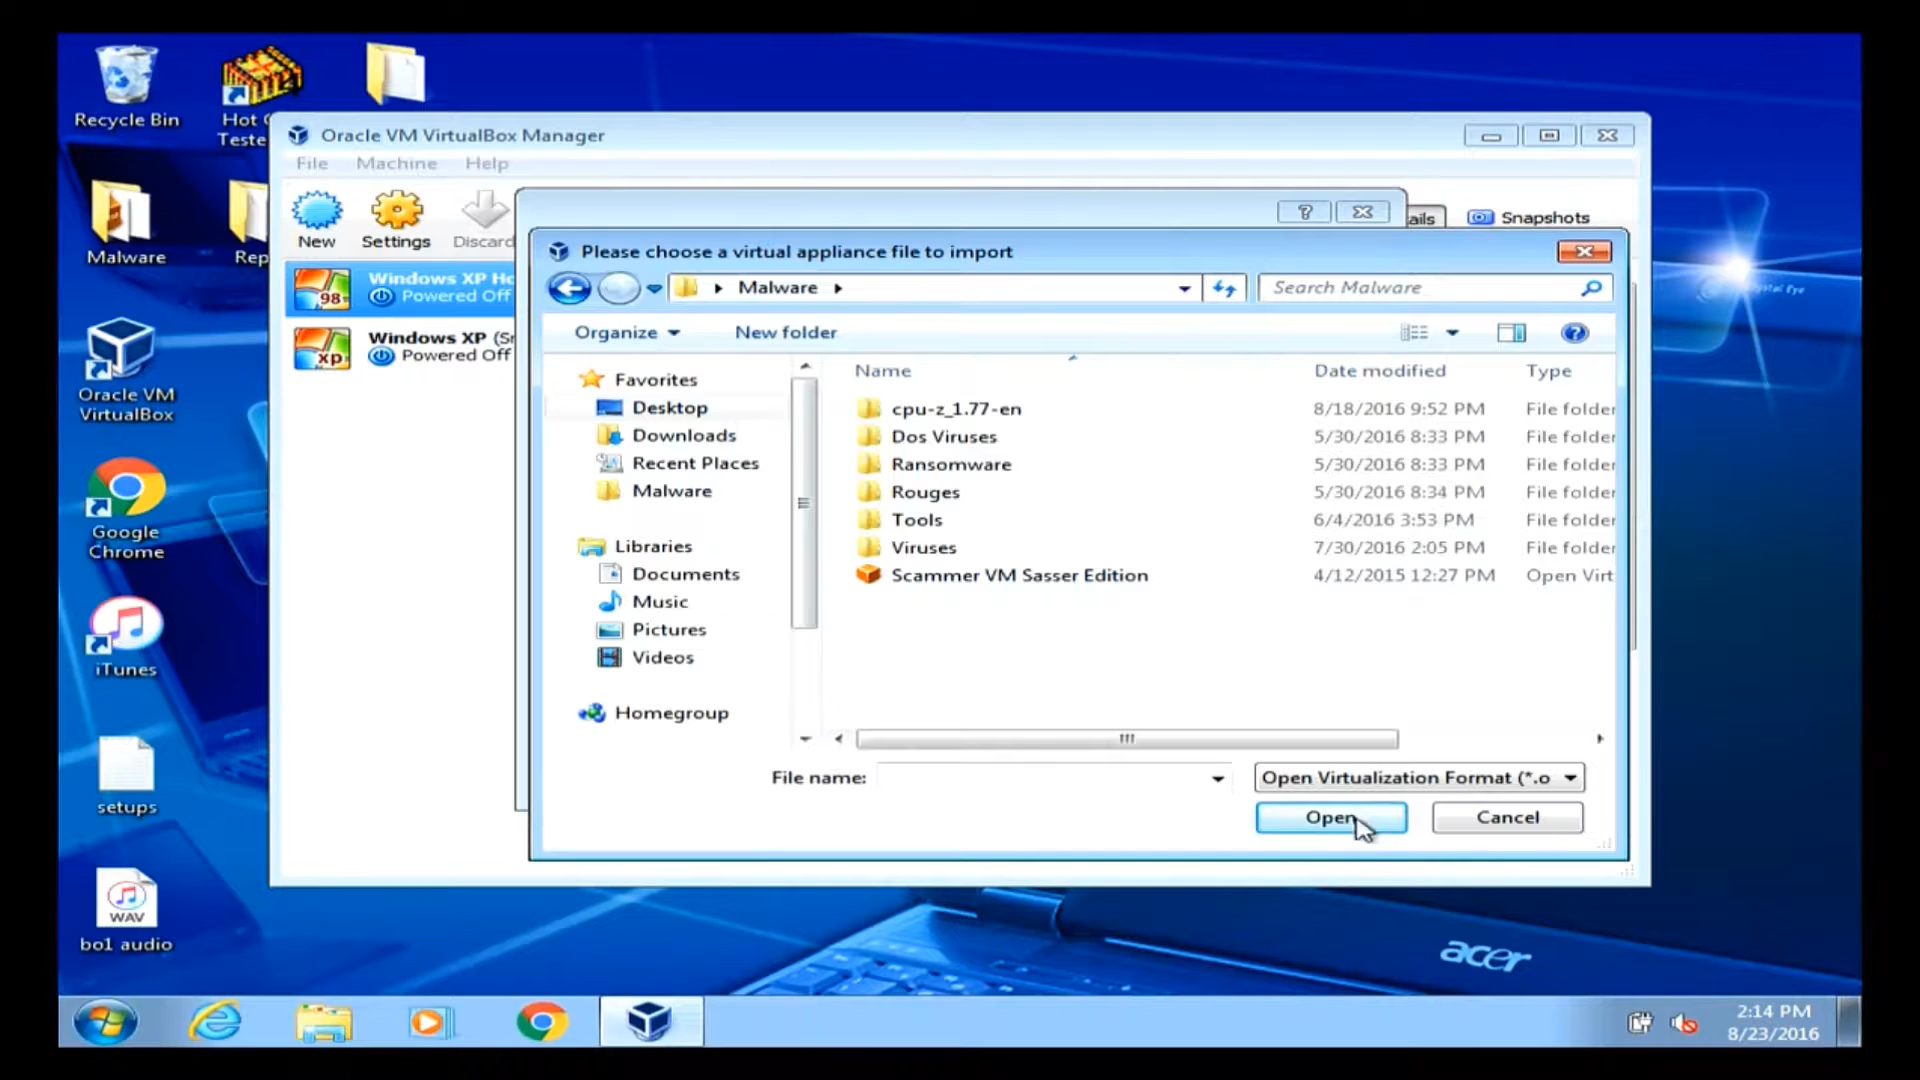 Recycle Bin
Hot
Teste
Malware
Rep
Oracle VM
VirtualBox
Google
Chrome
iTunes
setups
WAV
bo1 audio
Oracle VM VirtualBox Manager
File Machine Help
New Settings Discard
ails Snapshots
98
Windows XP Ho
Powered Off
xp
Windows XP (Sn
Powered Off
Please choose a virtual appliance file to import
Malware
Search Malware
Organize New folder
Favorites
Desktop
Downloads
Recent Places
Malware
Libraries
Documents
Music
Pictures
Videos
Homegroup
Name Date modified Type
cpu-z_1.77-en 8/18/2016 9:52 PM File folder
Dos Viruses 5/30/2016 8:33 PM File folder
Ransomware 5/30/2016 8:33 PM File folder
Rouges 5/30/2016 8:34 PM File folder
Tools 6/4/2016 3:53 PM File folder
Viruses 7/30/2016 2:05 PM File folder
Scammer VM Sasser Edition 4/12/2015 12:27 PM Open Virt
File name: Open Virtualization Format (*.o
Open Cancel
Crystal Eye
acer
2:14 PM
8/23/2016